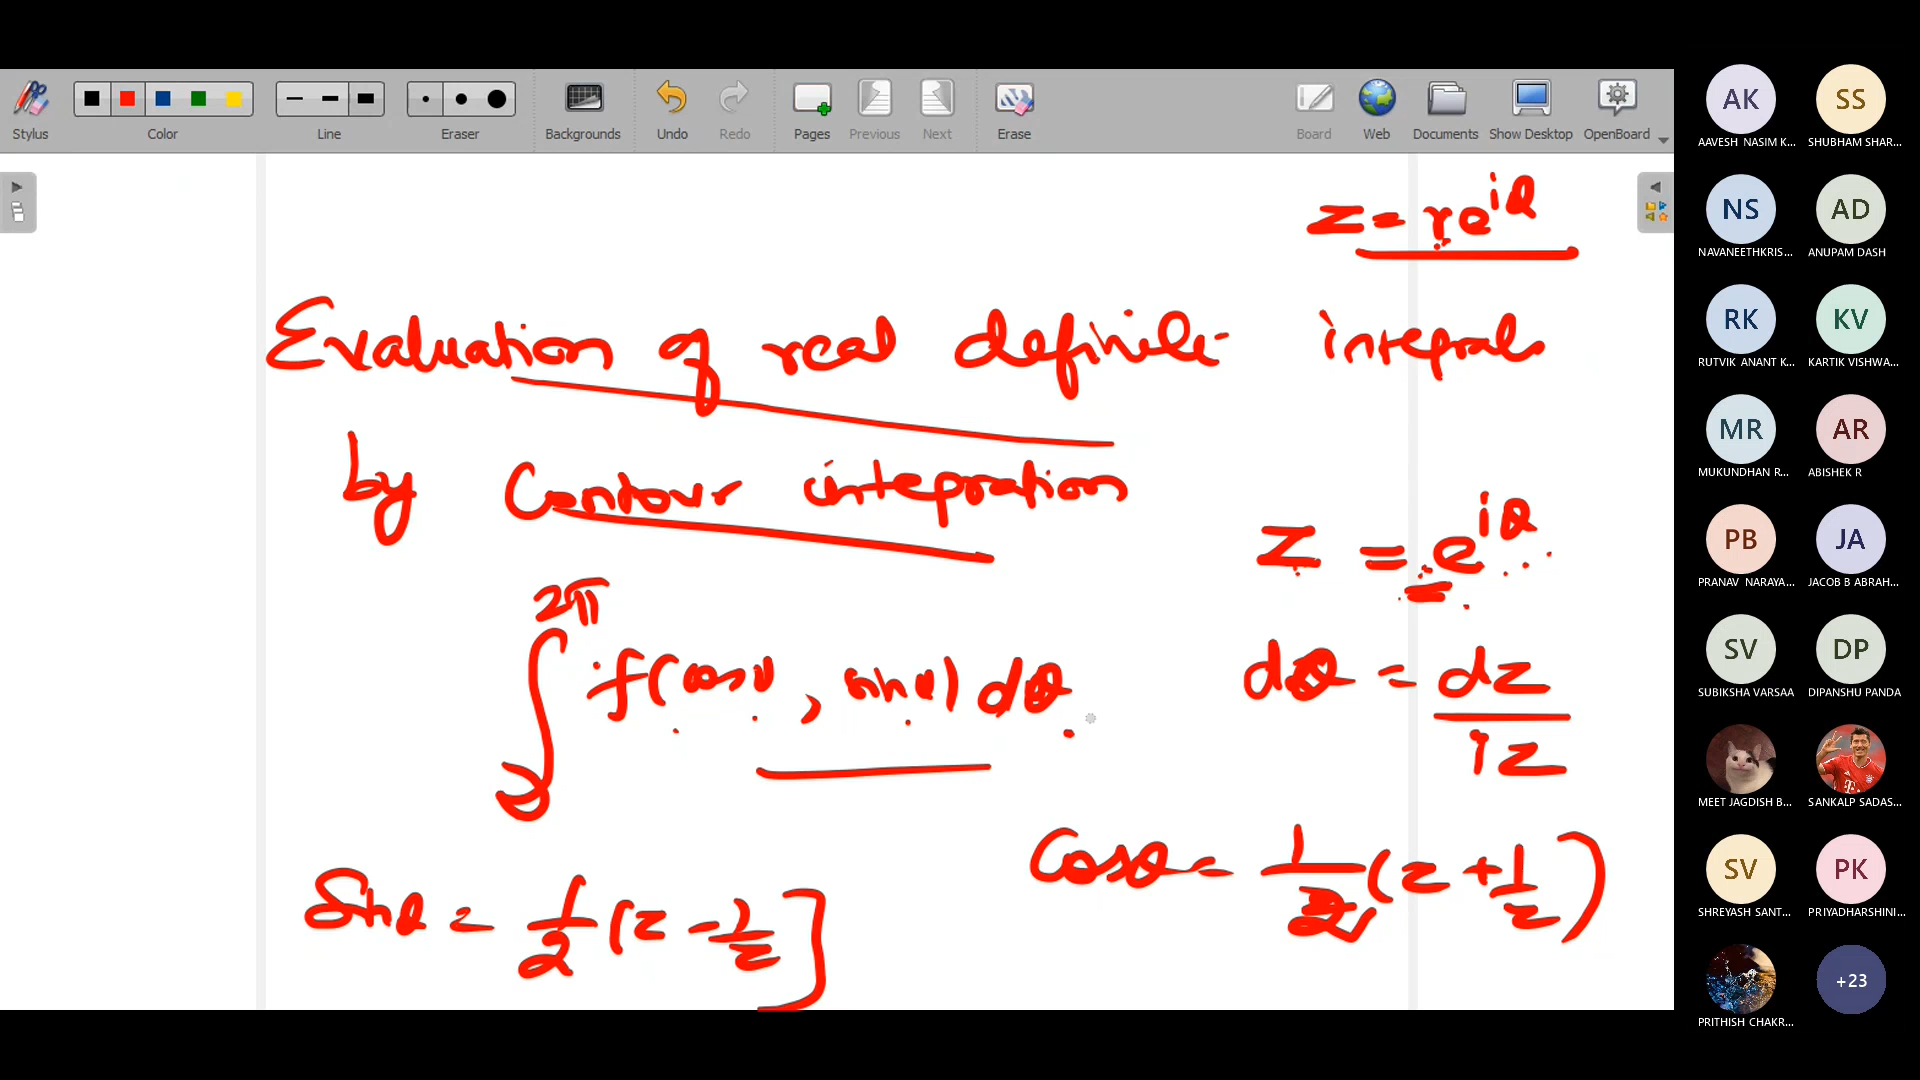 AK
SS
AAVESH NASIM K...
SHUBHAM SHAR...
Stylus
Color
Line
Eraser
Backgrounds
Undo
Redo
Pages
Previous
Next
Erase
Board
Web
Documents
Show Desktop
OpenBoard
NS
AD
NAVANEETHKRIS...
ANUPAM DASH
z = re^{iθ}
RK
KV
RUTVIK ANANT K...
KARTIK VISHWA...
Evaluation of real definite integrals
by Contour integration
MR
AR
MUKUNDHAN R...
ABISHEK R
z = e^{iθ}
PB
JA
PRANAV NARAYA...
JACOB B ABRAH...
∫_0^{2π} f(cosθ, sinθ) dθ
dθ = dz/iz
SV
DP
SUBIKSHA VARSAA
DIPANSHU PANDA
MEET JAGDISH B...
SANKALP SADAS...
Cosθ = 1/2 (z + 1/z)
Sinθ = 1/2 (z - 1/z]
SV
PK
SHREYASH SANT...
PRIYADHARSHINI...
+23
PRITHISH CHAKR...